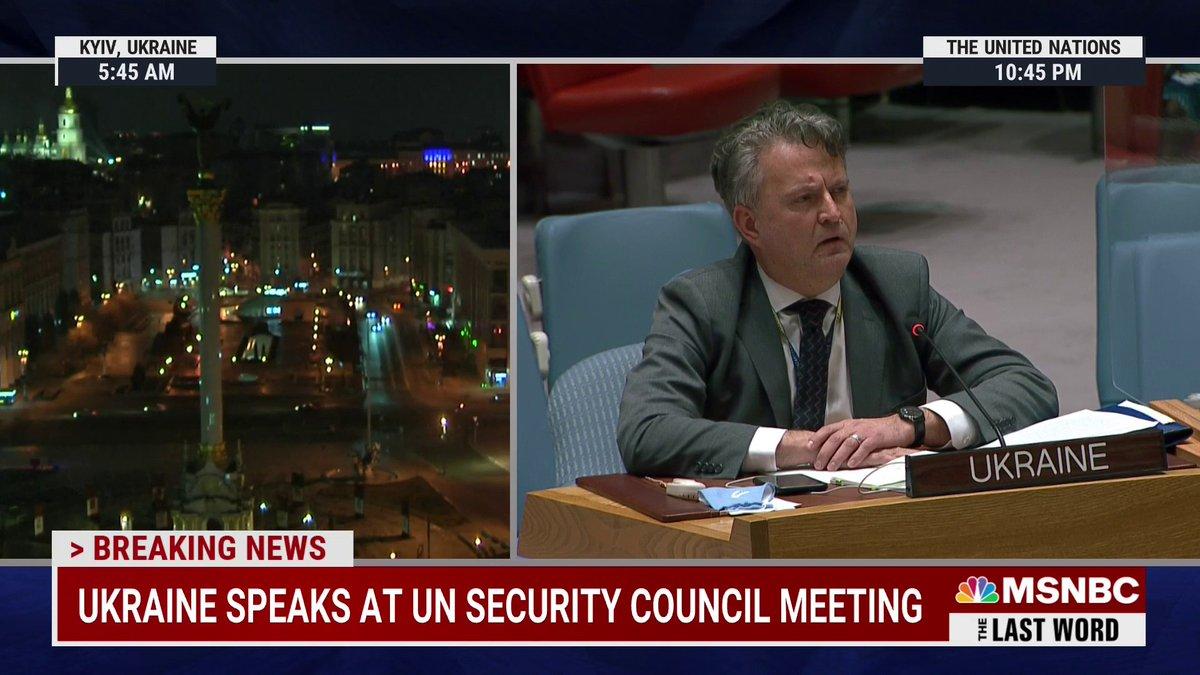 KYIV, UKRAINE
5:45 AM
THE UNITED NATIONS
10:45 PM
UKRAINE
> BREAKING NEWS
UKRAINE SPEAKS AT UN SECURITY COUNCIL MEETING
MSNBC
THE LAST WORD